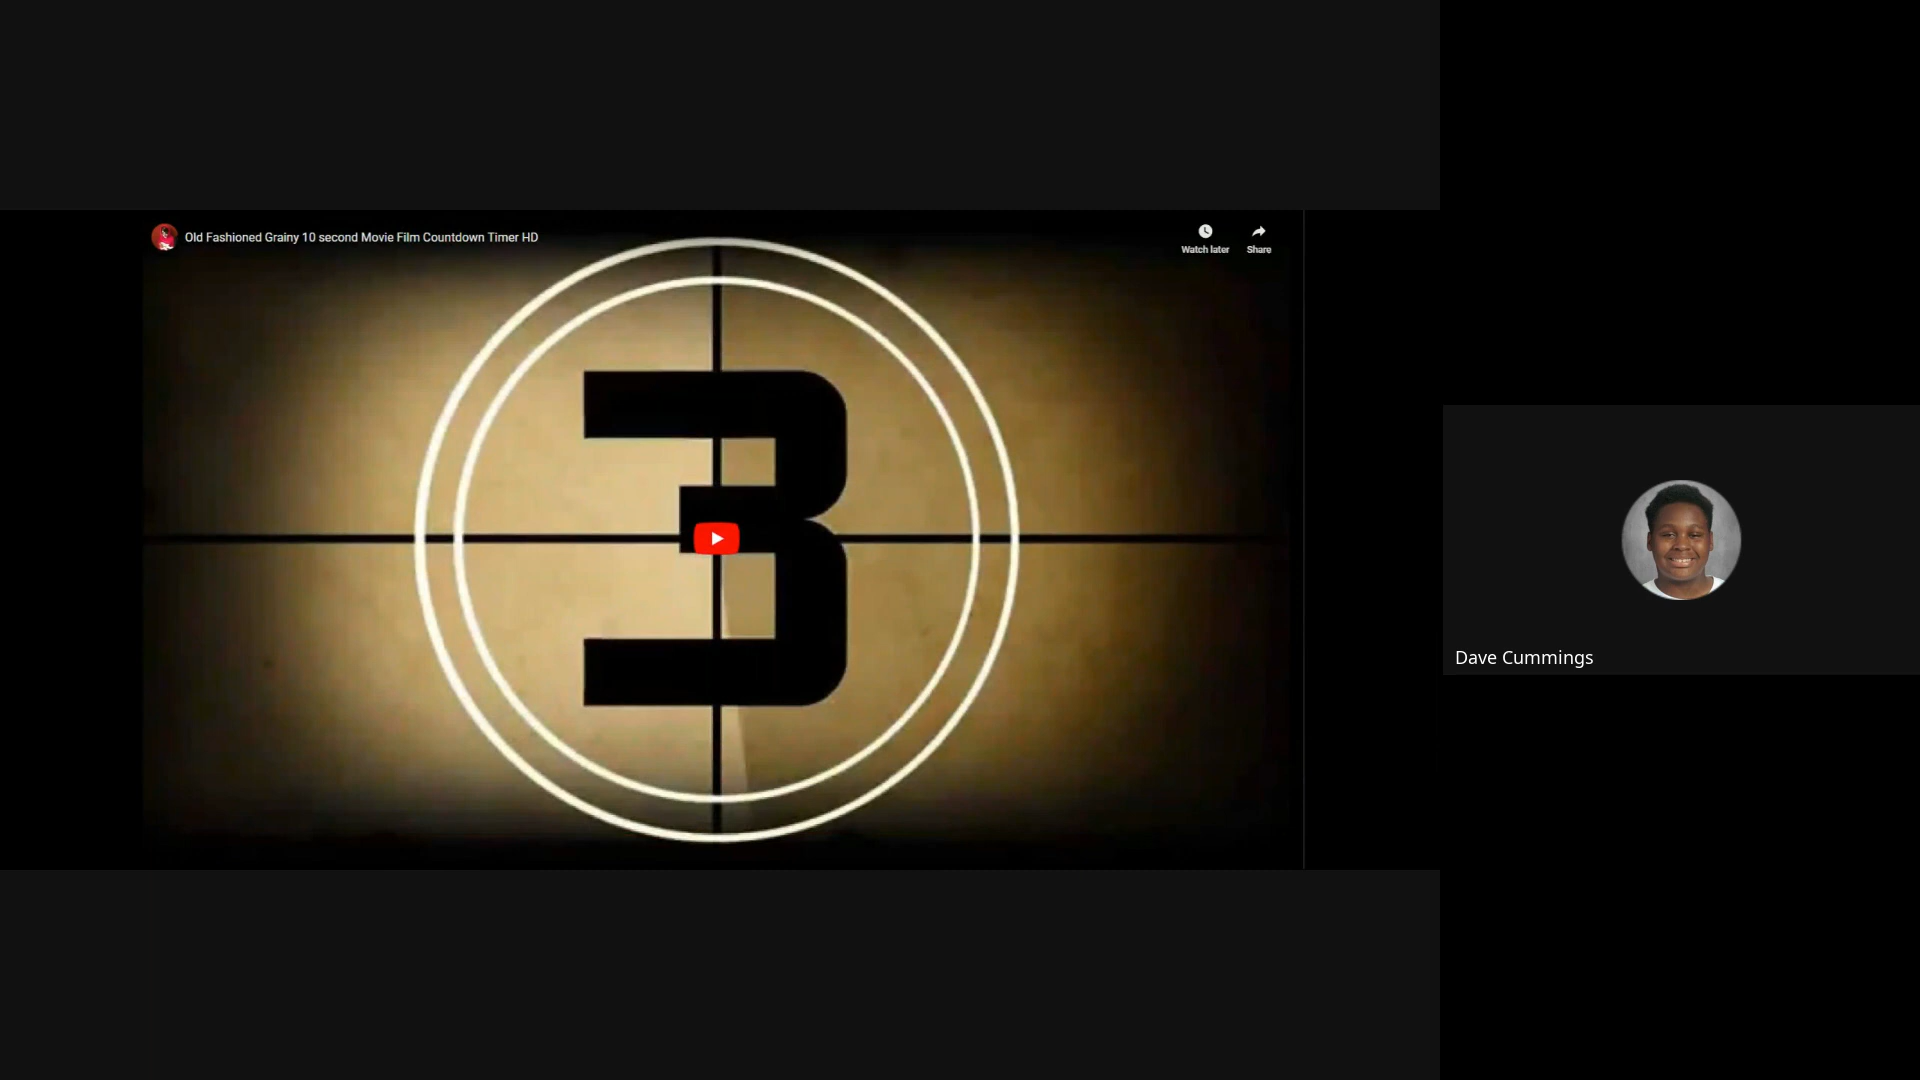 Old Fashioned Grainy 10 second Movie Film Countdown Timer HD
Watch later
Share
3
Dave Cummings